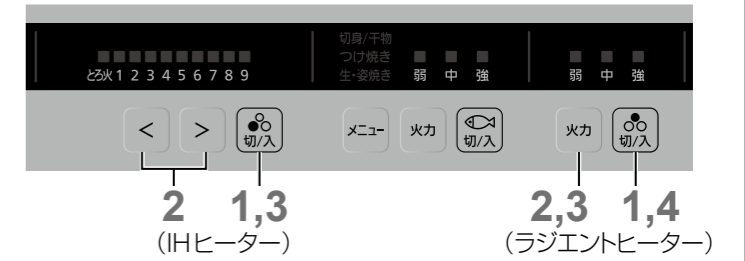 切身/干物
つけ焼き
生・姿焼き 弱 中 強
とろ火 1 2 3 4 5 6 7 8 9
弱 中 強
< > 切/入
メニュー 火力 切/入
火力 切/入
2 1,3
(IHヒーター)
2,3 1,4
(ラジエントヒーター)